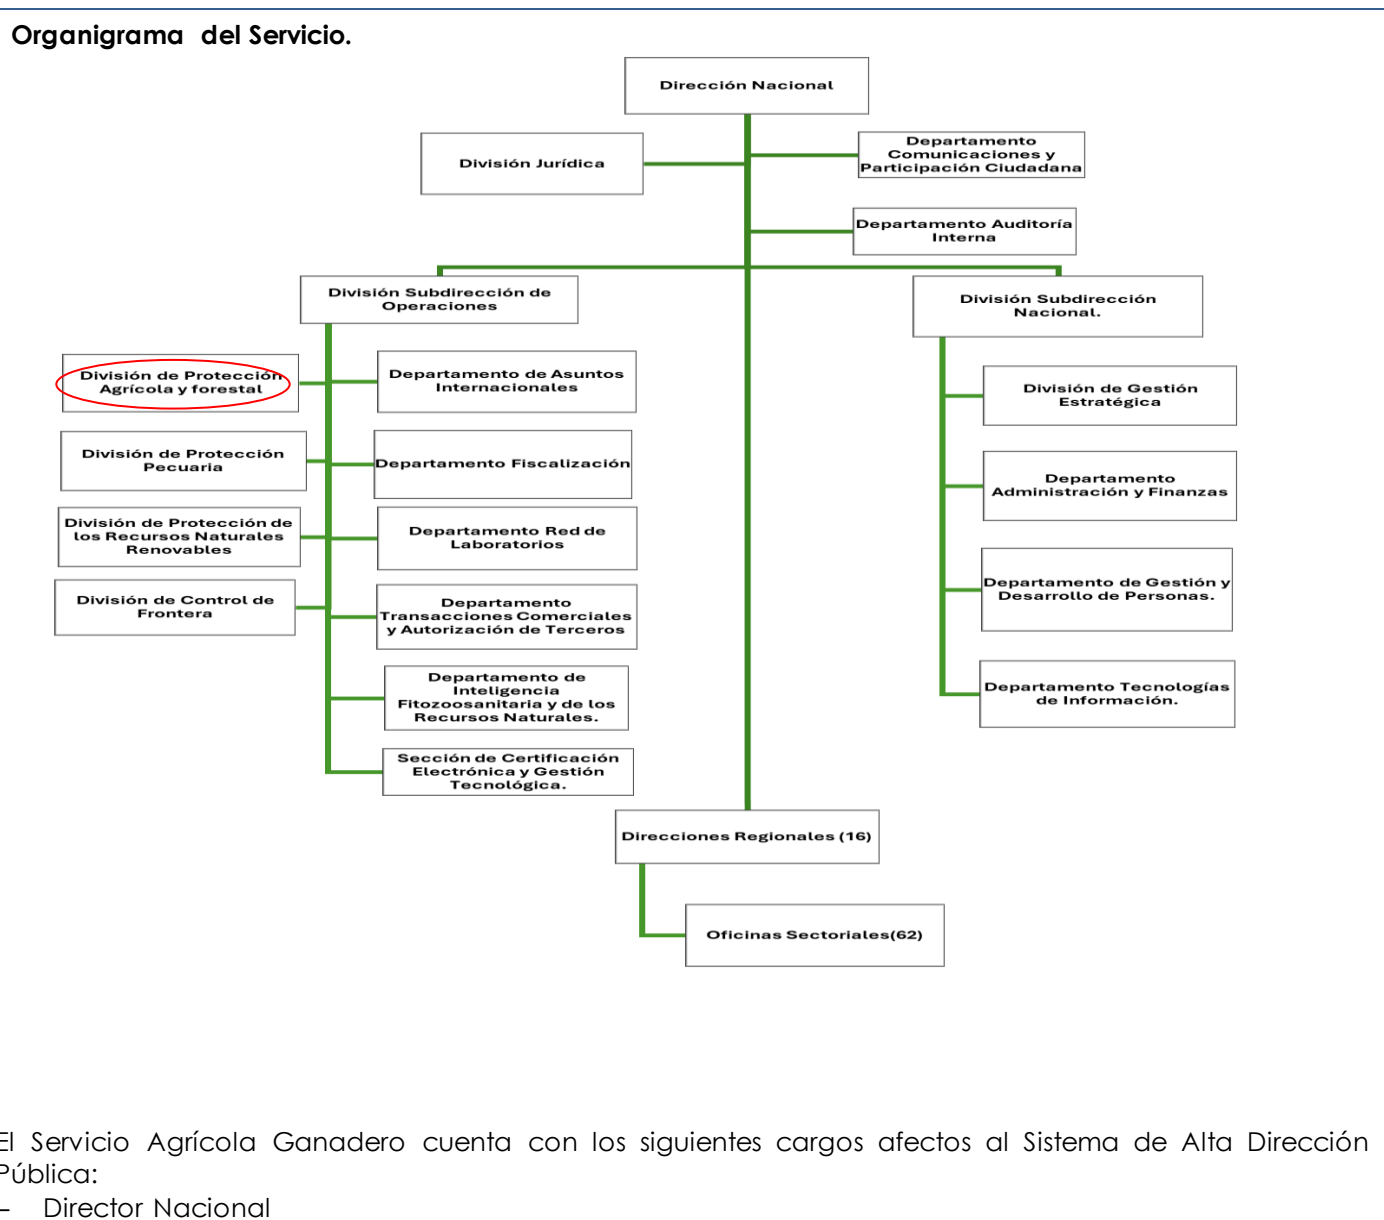 Organigrama del Servicio.
Dirección Nacional
División Jurídica
Departamento
Comunicaciones y
Participación Ciudadana
Departamento Auditoría
Interna
División Subdirección de
Operaciones
División Subdirección
Nacional.
División de Protección
Agrícola y forestal
Departamento de Asuntos
Internacionales
División de Gestión
Estratégica
División de Protección
Pecuaria
Departamento Fiscalización
Departamento
Administración y Finanzas
División de Protección de
los Recursos Naturales
Renovables
Departamento Red de
Laboratorios
División de Control de
Frontera
Departamento
Transacciones Comerciales
y Autorización de Terceros
Departamento de Gestión y
Desarrollo de Personas.
Departamento de
Inteligencia
Fitozoosanitaria y de los
Recursos Naturales.
Departamento Tecnologías
de Información.
Sección de Certificación
Electrónica y Gestión
Tecnológica.
Direcciones Regionales (16)
Oficinas Sectoriales(62)
El Servicio Agrícola Ganadero cuenta con los siguientes cargos afectos al Sistema de Alta Dirección
Pública:
– Director Nacional